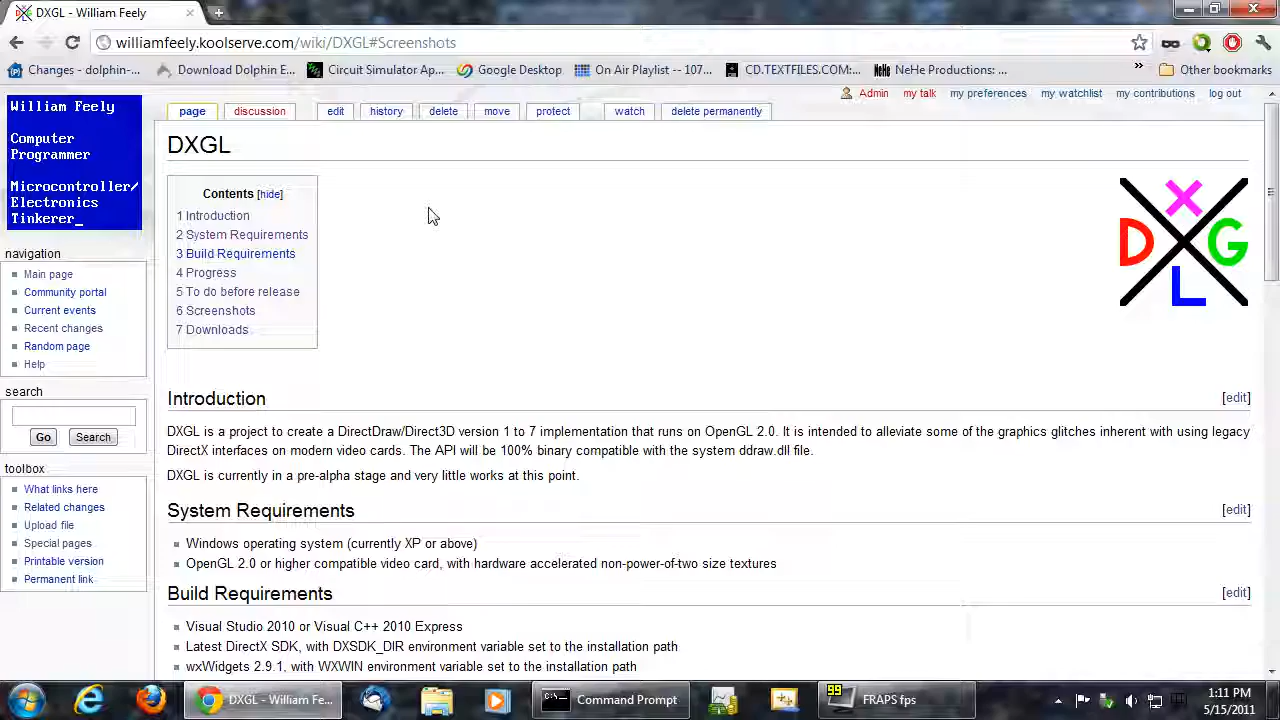 DXGL - William Feely
williamfeely.koolserve.com/wiki/DXGL#Screenshots
Changes - dolphin-... Download Dolphin E... Circuit Simulator Ap... Google Desktop On Air Playlist -- 107... CD.TEXTFILES.COM:... NeHe Productions: ... » Other bookmarks
Admin my talk my preferences my watchlist my contributions log out
William Feely
Computer
Programmer
Microcontroller/
Electronics
Tinkerer_
page discussion edit history delete move protect watch delete permanently
DXGL
Contents [hide]
1 Introduction
2 System Requirements
3 Build Requirements
4 Progress
5 To do before release
6 Screenshots
7 Downloads
X
D G
L
navigation
Main page
Community portal
Current events
Recent changes
Random page
Help
search
Go Search
toolbox
What links here
Related changes
Upload file
Special pages
Printable version
Permanent link
Introduction [edit]
DXGL is a project to create a DirectDraw/Direct3D version 1 to 7 implementation that runs on OpenGL 2.0. It is intended to alleviate some of the graphics glitches inherent with using legacy
DirectX interfaces on modern video cards. The API will be 100% binary compatible with the system ddraw.dll file.
DXGL is currently in a pre-alpha stage and very little works at this point.
System Requirements [edit]
Windows operating system (currently XP or above)
OpenGL 2.0 or higher compatible video card, with hardware accelerated non-power-of-two size textures
Build Requirements [edit]
Visual Studio 2010 or Visual C++ 2010 Express
Latest DirectX SDK, with DXSDK_DIR environment variable set to the installation path
wxWidgets 2.9.1, with WXWIN environment variable set to the installation path
DXGL - William Fe... Command Prompt 99 FRAPS fps
1:11 PM
5/15/2011